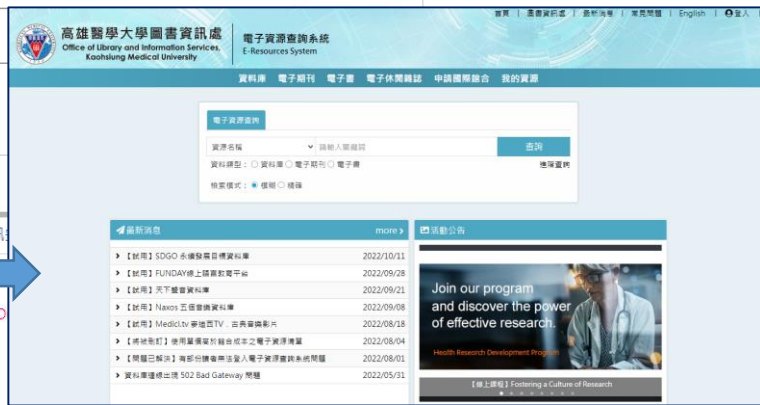 首頁 | 圖書資訊處 | 最新消息 | 常見問題 | English | 登入
高雄醫學大學圖書資訊處
Office of Library and Information Services,
Kaohsiung Medical University
電子資源查詢系統
E-Resources System
資料庫 電子期刊 電子書 電子休閒雜誌 申請國際館合 我的資源
電子資源查詢
資源名稱 請輸入關鍵詞 查詢
資料類型： 資料庫 電子期刊 電子書 進階查詢
檢索模式： 模糊 精確
最新消息 more
【試用】SDGO 永續發展目標資料庫 2022/10/11
【試用】FUNDAY線上語言教育平台 2022/09/28
【試用】天下聲音資料庫 2022/09/21
【試用】Naxos 五個音樂資料庫 2022/09/08
【試用】Medici.tv 麥迪西TV．古典音樂影片 2022/08/18
【將被刪訂】使用單價高於館合成本之電子資源清單 2022/08/04
【問題已解決】有部份讀者無法登入電子資源查詢系統問題 2022/08/01
資料庫連線出現 502 Bad Gateway 問題 2022/05/31
活動公告
Join our program
and discover the power
of effective research.
Health Research Development Program
【線上課程】Fostering a Culture of Research